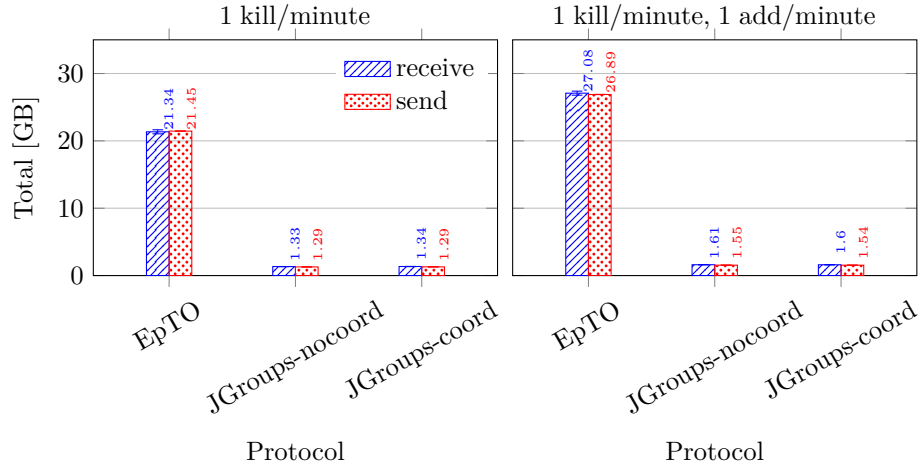 1 kill/minute
1 kill/minute, 1 add/minute
Total [GB]
30
20
10
0
receive
send
21.34
21.45
1.33
1.29
1.34
1.29
27.08
26.89
1.61
1.55
1.6
1.54
EpTO
JGroups-nocoord
JGroups-coord
EpTO
JGroups-nocoord
JGroups-coord
Protocol
Protocol